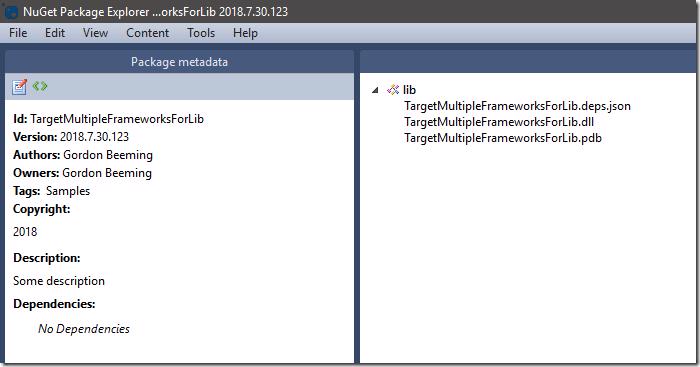 NuGet Package Explorer ...orksForLib 2018.7.30.123
File Edit View Content Tools Help
Package metadata
Id: TargetMultipleFrameworksForLib
Version: 2018.7.30.123
Authors: Gordon Beeming
Owners: Gordon Beeming
Tags: Samples
Copyright:
2018
Description:
Some description
Dependencies:
No Dependencies
lib
TargetMultipleFrameworksForLib.deps.json
TargetMultipleFrameworksForLib.dll
TargetMultipleFrameworksForLib.pdb